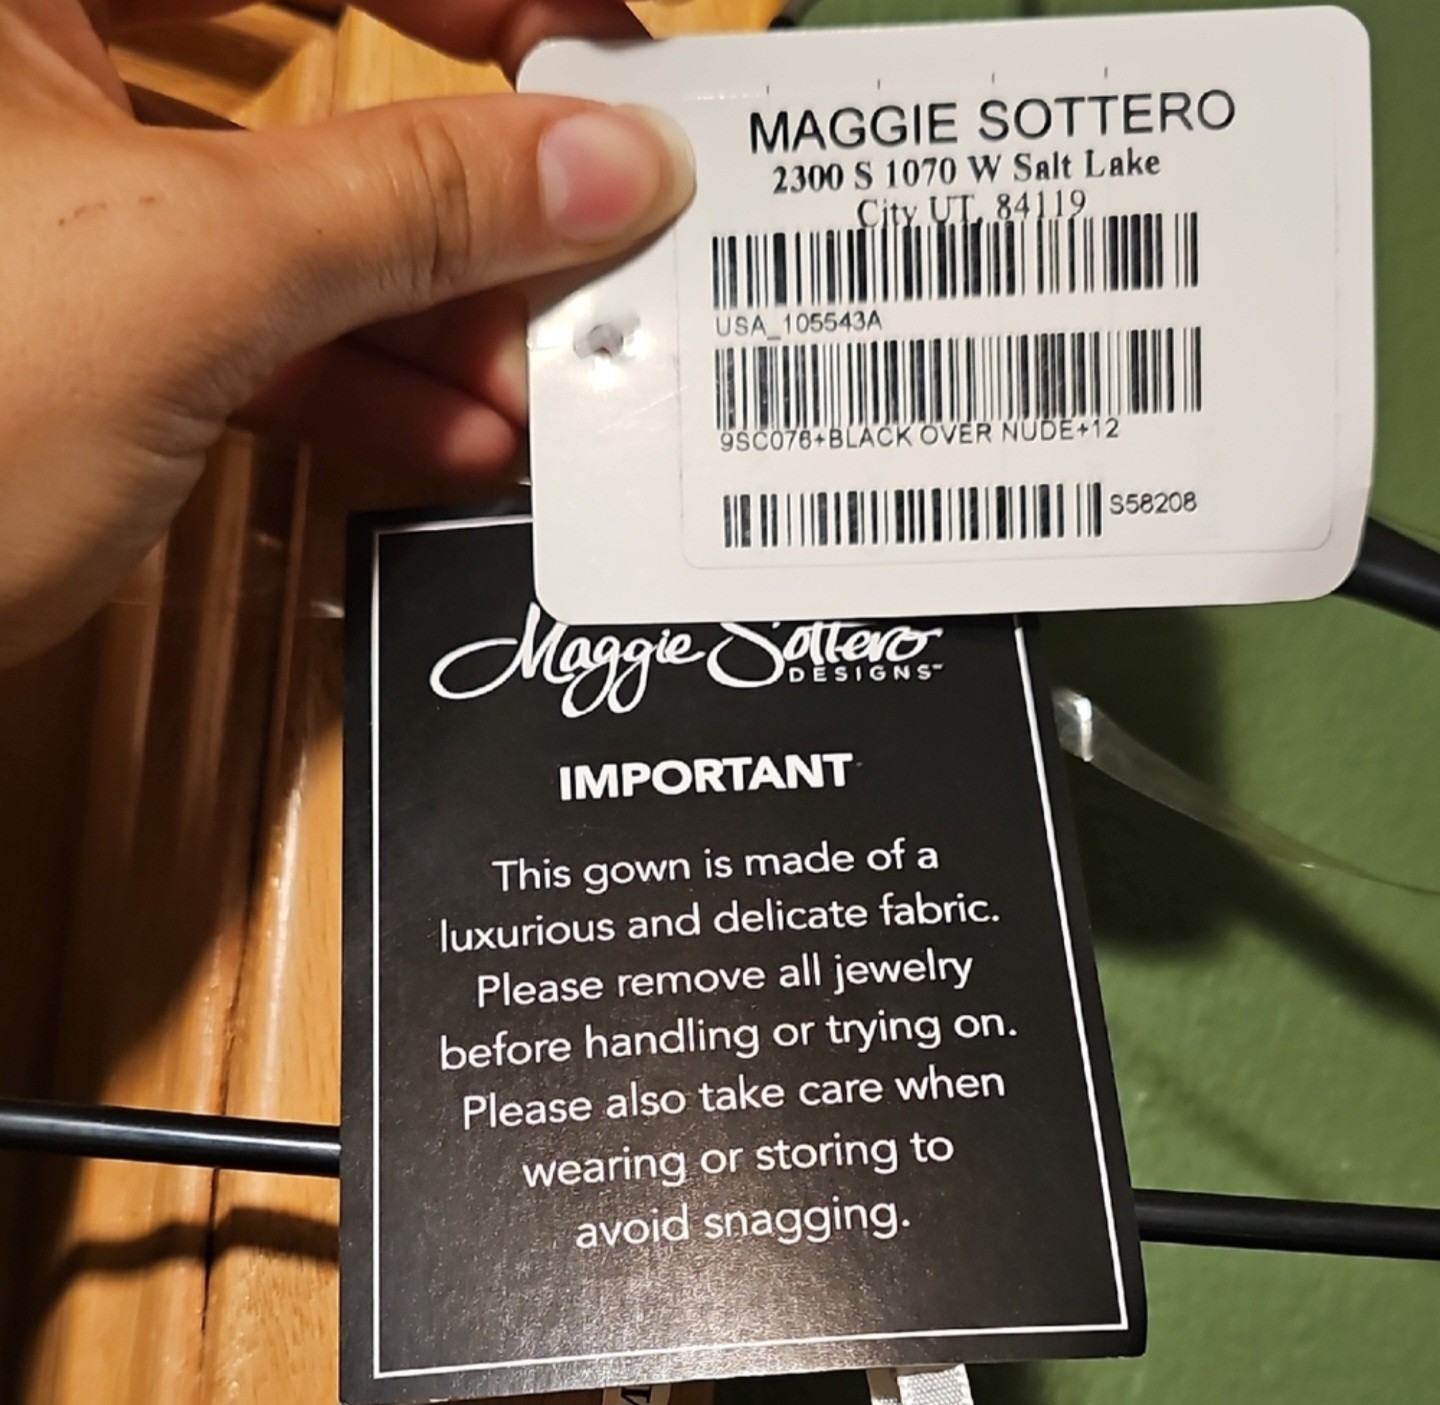 MAGGIE SOTTERO
2300 S 1070 W Salt Lake
City UT, 84119
USA_105543A
9SC076+BLACK OVER NUDE+12
S58208
Maggie Sottero
DESIGNS™
IMPORTANT
This gown is made of a
luxurious and delicate fabric.
Please remove all jewelry
before handling or trying on.
Please also take care when
wearing or storing to
avoid snagging.